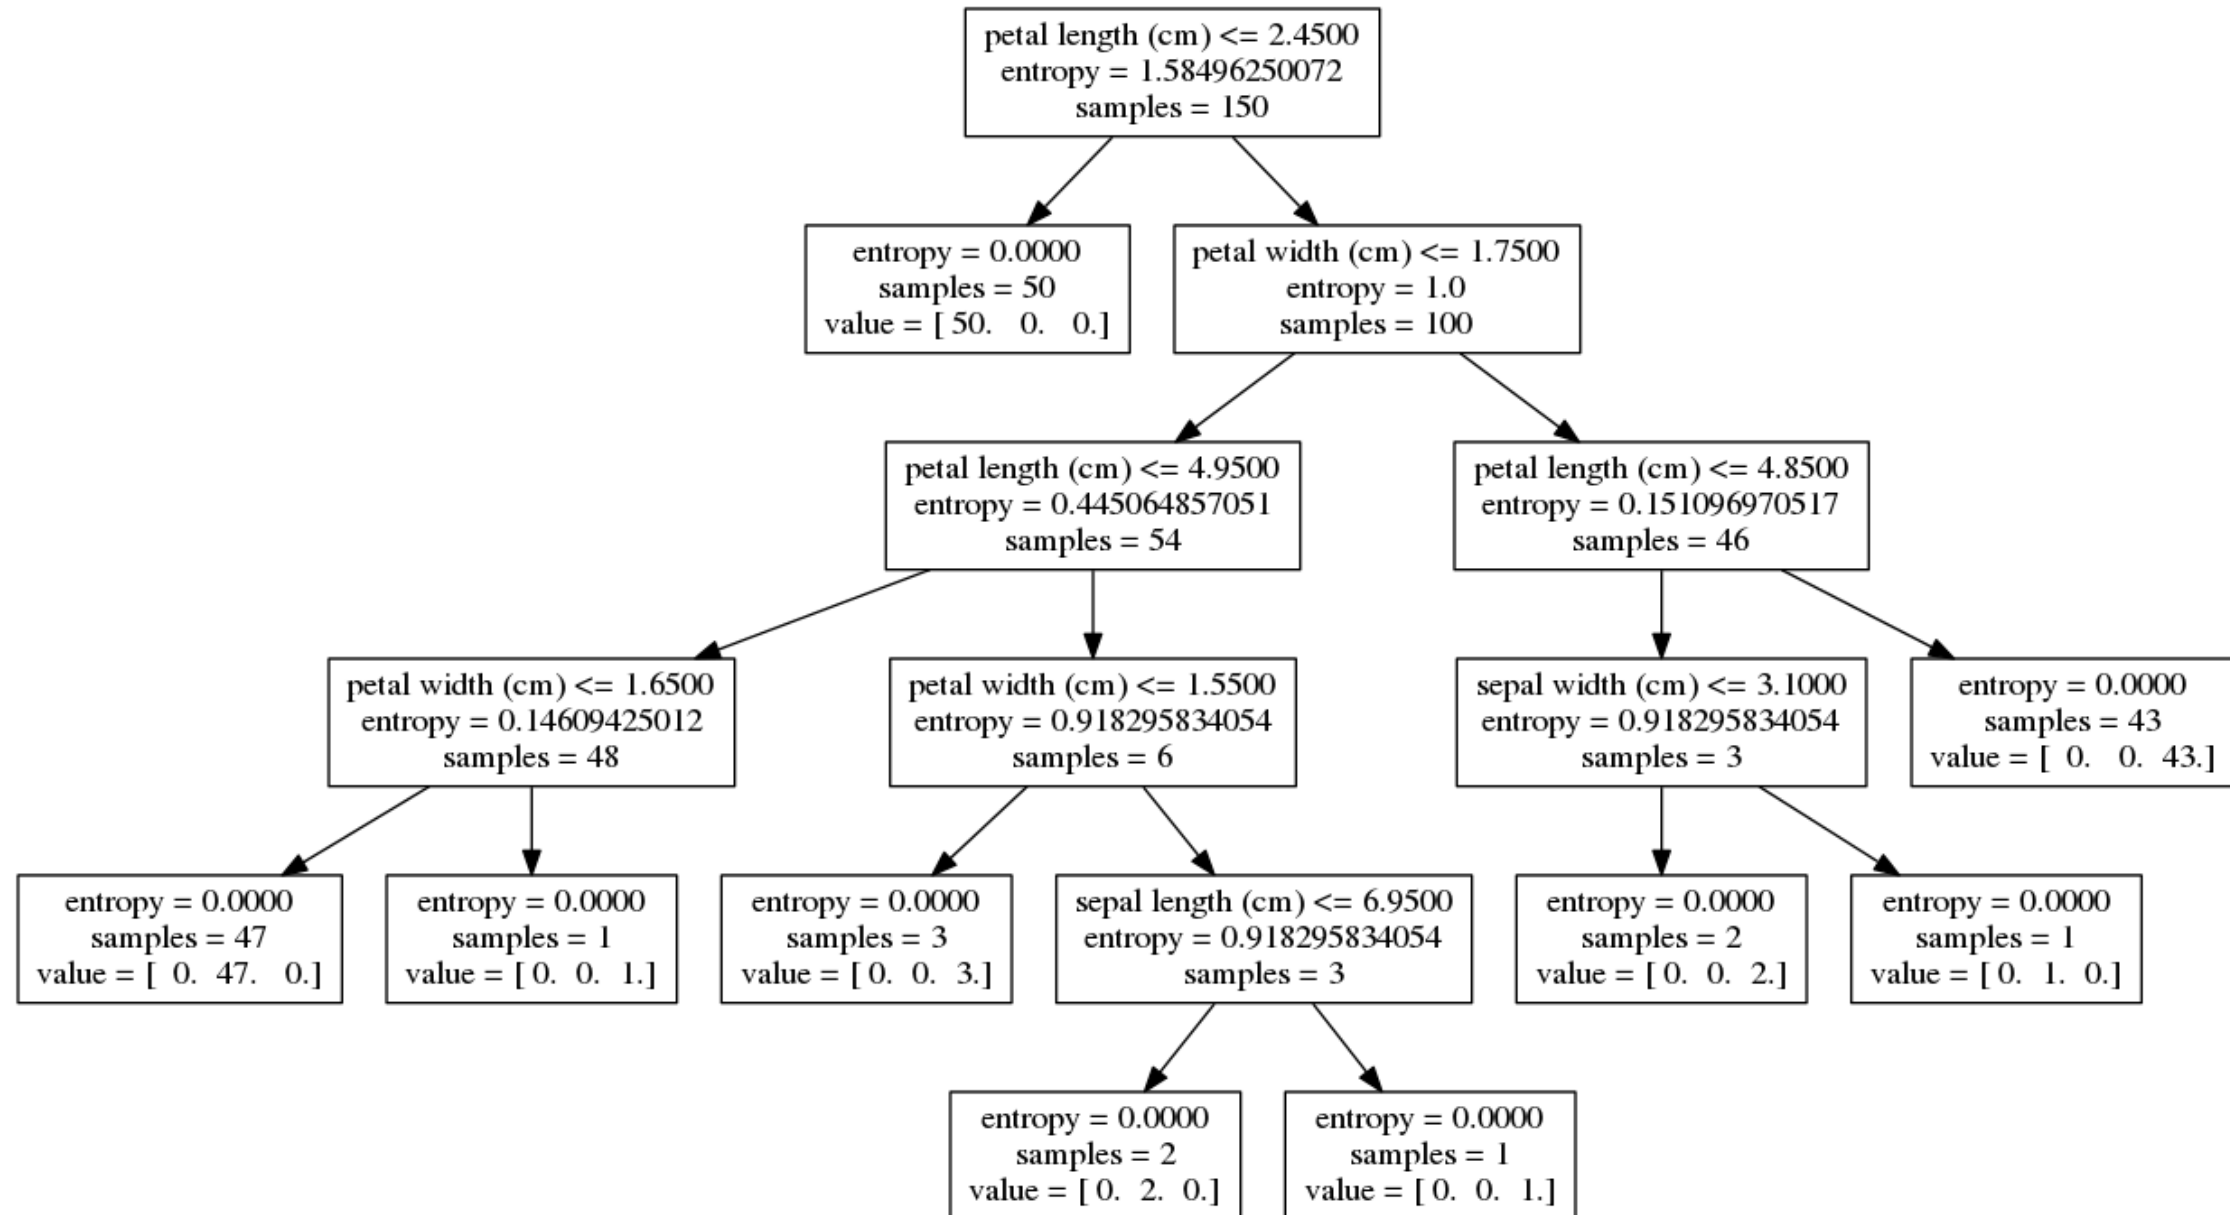 petal length (cm) <= 2.4500
entropy = 1.58496250072
samples = 150
entropy = 0.0000
samples = 50
value = [ 50. 0. 0.]
petal width (cm) <= 1.7500
entropy = 1.0
samples = 100
petal length (cm) <= 4.9500
entropy = 0.445064857051
samples = 54
petal length (cm) <= 4.8500
entropy = 0.151096970517
samples = 46
petal width (cm) <= 1.6500
entropy = 0.14609425012
samples = 48
petal width (cm) <= 1.5500
entropy = 0.918295834054
samples = 6
sepal width (cm) <= 3.1000
entropy = 0.918295834054
samples = 3
entropy = 0.0000
samples = 43
value = [ 0. 0. 43.]
entropy = 0.0000
samples = 47
value = [ 0. 47. 0.]
entropy = 0.0000
samples = 1
value = [ 0. 0. 1.]
entropy = 0.0000
samples = 3
value = [ 0. 0. 3.]
sepal length (cm) <= 6.9500
entropy = 0.918295834054
samples = 3
entropy = 0.0000
samples = 2
value = [ 0. 0. 2.]
entropy = 0.0000
samples = 1
value = [ 0. 1. 0.]
entropy = 0.0000
samples = 2
value = [ 0. 2. 0.]
entropy = 0.0000
samples = 1
value = [ 0. 0. 1.]